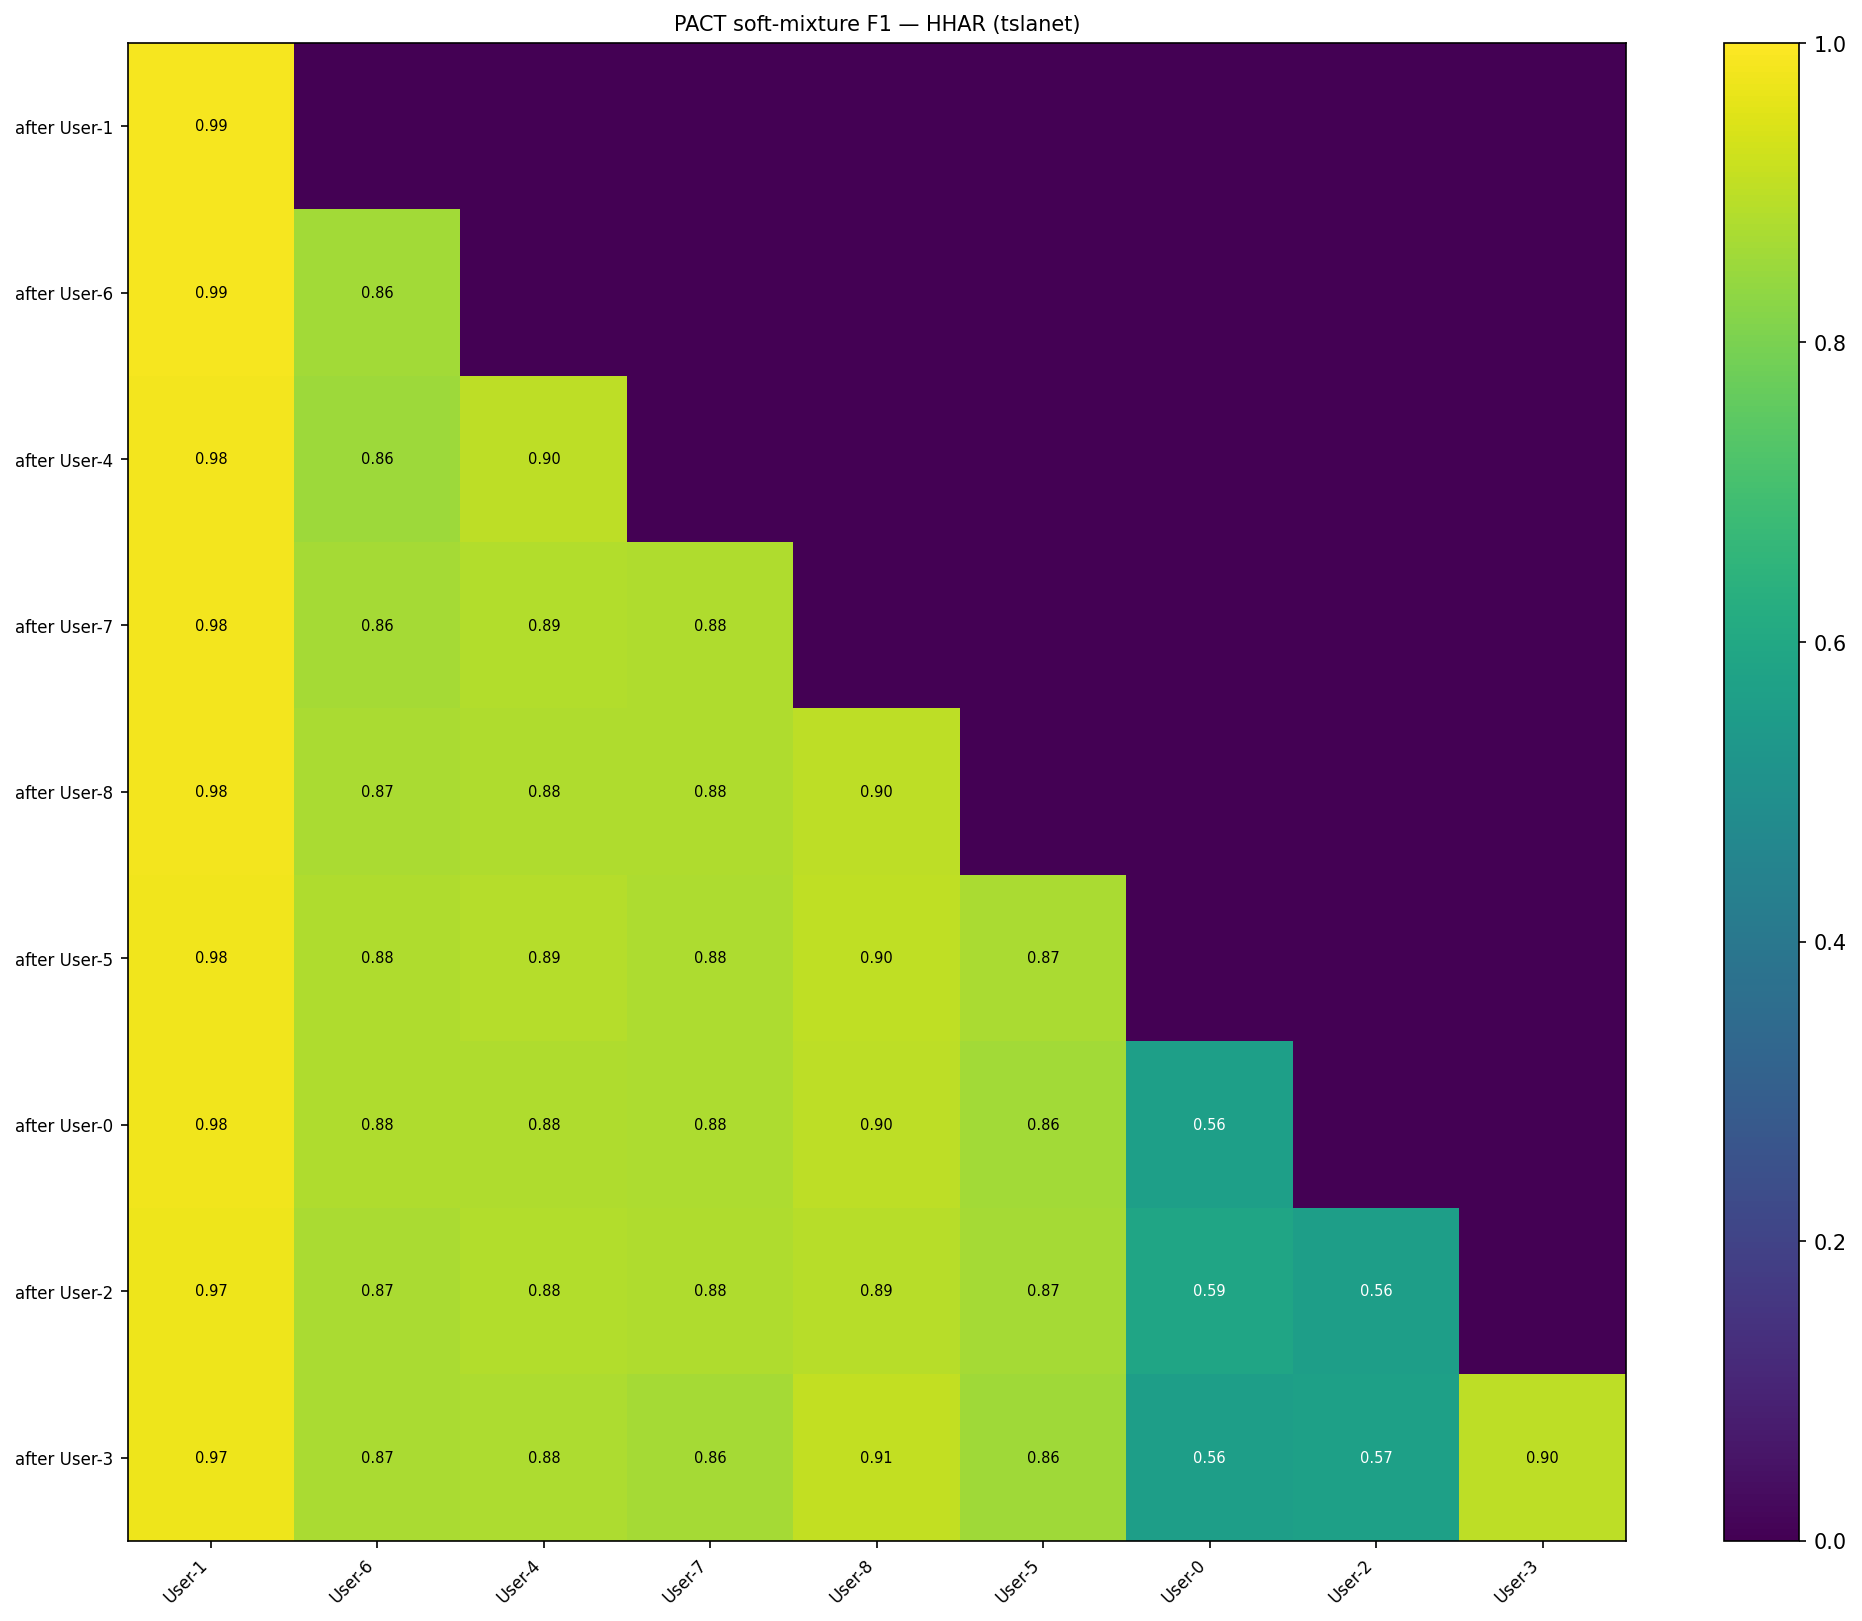 PACT soft-mixture F1 — HHAR (tslanet)
1.0
after User-1 0.99
after User-6 0.99 0.86
0.8
after User-4 0.98 0.86 0.90
after User-7 0.98 0.86 0.89 0.88
0.6
after User-8 0.98 0.87 0.88 0.88 0.90
0.4
after User-5 0.98 0.88 0.89 0.88 0.90 0.87
after User-0 0.98 0.88 0.88 0.88 0.90 0.86 0.56
0.2
after User-2 0.97 0.87 0.88 0.88 0.89 0.87 0.59 0.56
after User-3 0.97 0.87 0.88 0.86 0.91 0.86 0.56 0.57 0.90
0.0
User-1 User-6 User-4 User-7 User-8 User-5 User-0 User-2 User-3